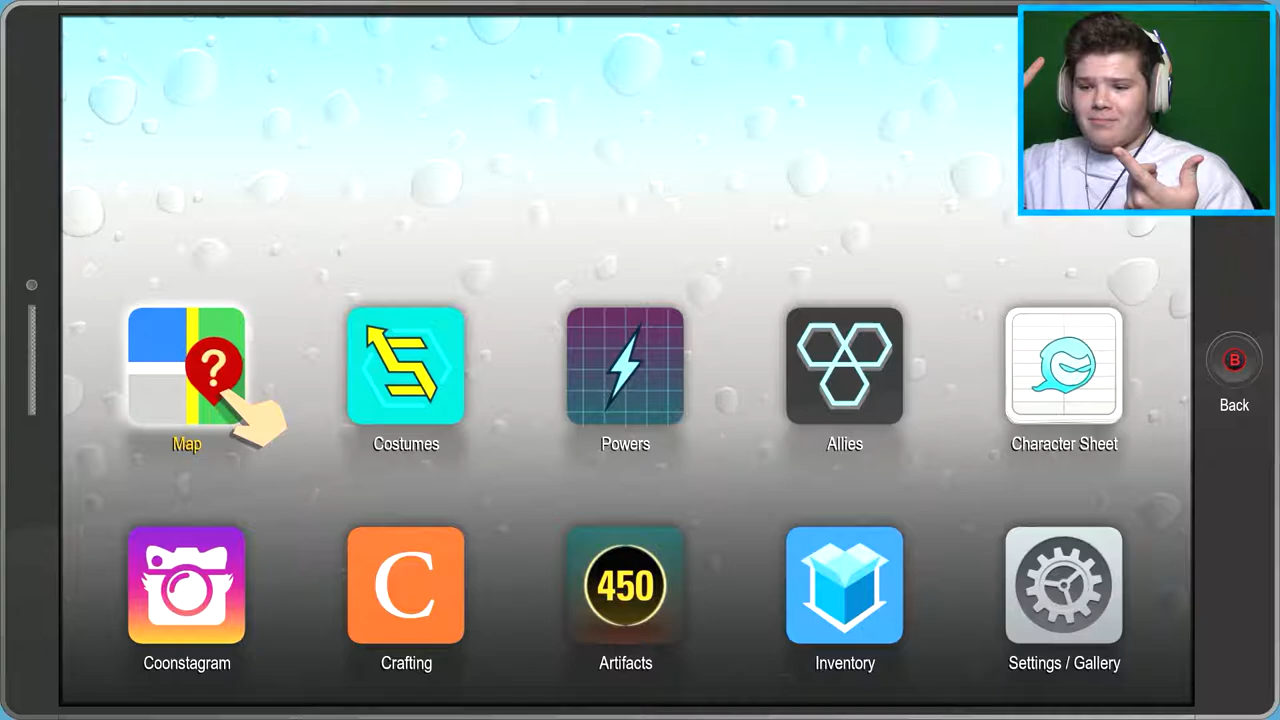 ?
Map
Costumes
Powers
Allies
Character Sheet
B
Back
C
450
Coonstagram
Crafting
Artifacts
Inventory
Settings / Gallery